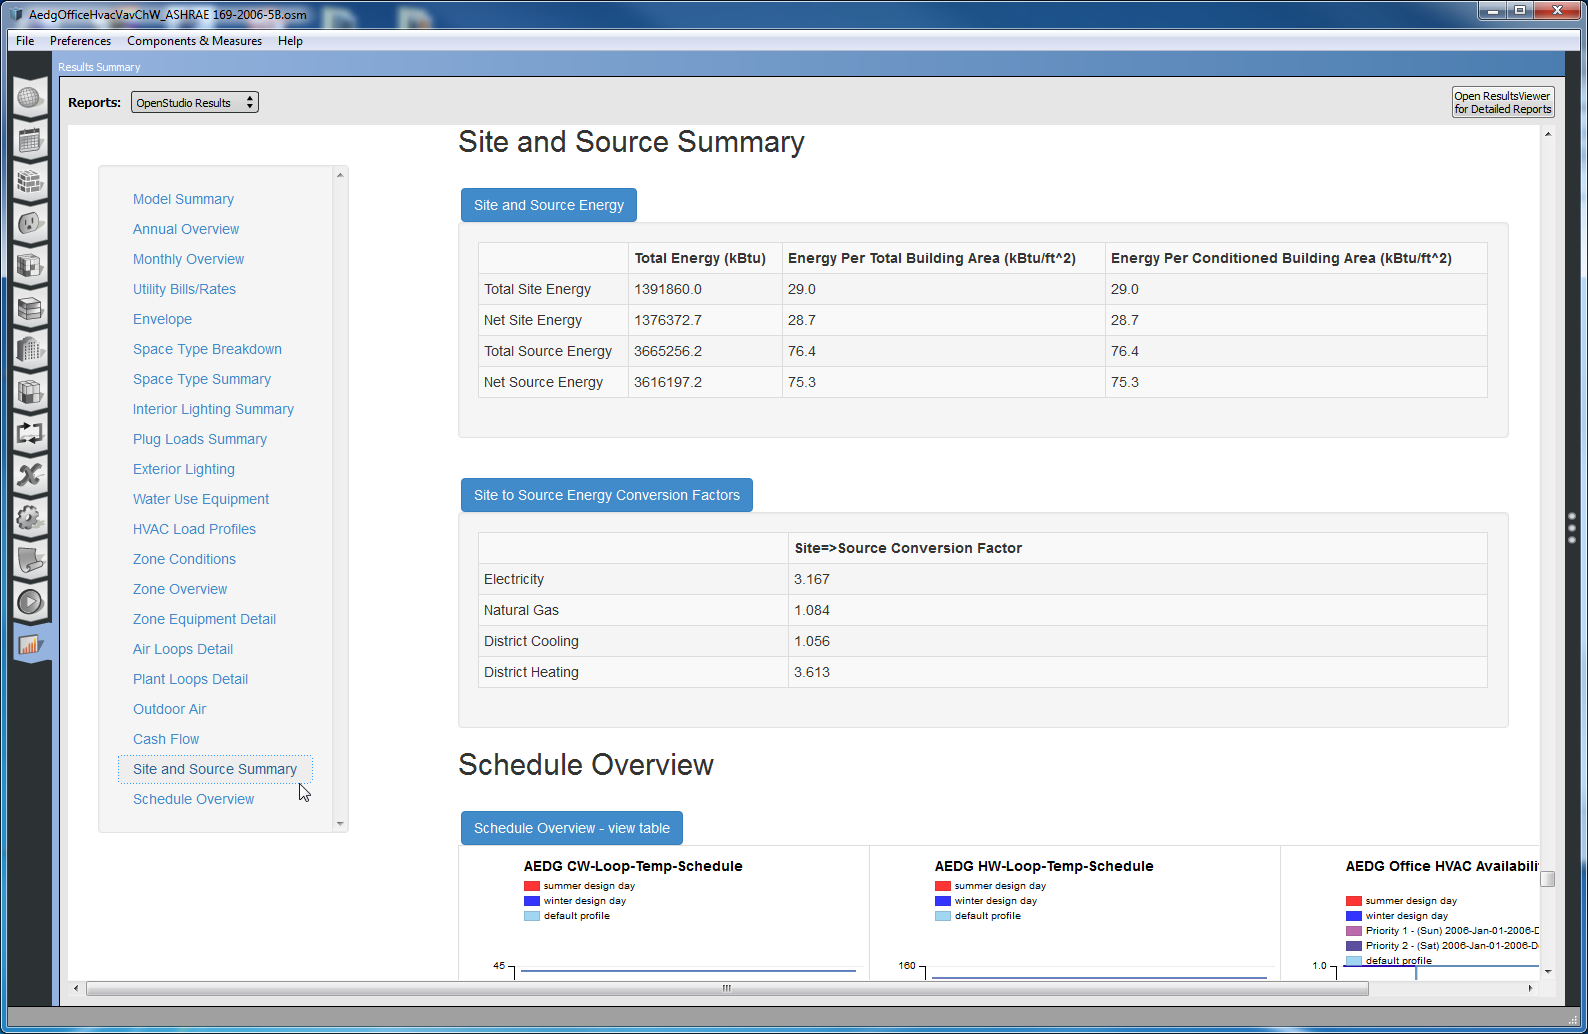 AedgOfficeHvacVavChW_ASHRAE 169-2006-5B.osm
File Preferences Components & Measures Help
Results Summary
Reports: OpenStudio Results
Open ResultsViewer
for Detailed Reports
Model Summary
Annual Overview
Monthly Overview
Utility Bills/Rates
Envelope
Space Type Breakdown
Space Type Summary
Interior Lighting Summary
Plug Loads Summary
Exterior Lighting
Water Use Equipment
HVAC Load Profiles
Zone Conditions
Zone Overview
Zone Equipment Detail
Air Loops Detail
Plant Loops Detail
Outdoor Air
Cash Flow
Site and Source Summary
Schedule Overview
Site and Source Summary
Site and Source Energy
Total Energy (kBtu) Energy Per Total Building Area (kBtu/ft^2) Energy Per Conditioned Building Area (kBtu/ft^2)
Total Site Energy 1391860.0 29.0 29.0
Net Site Energy 1376372.7 28.7 28.7
Total Source Energy 3665256.2 76.4 76.4
Net Source Energy 3616197.2 75.3 75.3
Site to Source Energy Conversion Factors
Site=>Source Conversion Factor
Electricity 3.167
Natural Gas 1.084
District Cooling 1.056
District Heating 3.613
Schedule Overview
Schedule Overview - view table
AEDG CW-Loop-Temp-Schedule
summer design day
winter design day
default profile
45
AEDG HW-Loop-Temp-Schedule
summer design day
winter design day
default profile
160
AEDG Office HVAC Availabili
summer design day
winter design day
Priority 1 - (Sun) 2006-Jan-01-2006-D
Priority 2 - (Sat) 2006-Jan-01-2006-D
default profile
1.0